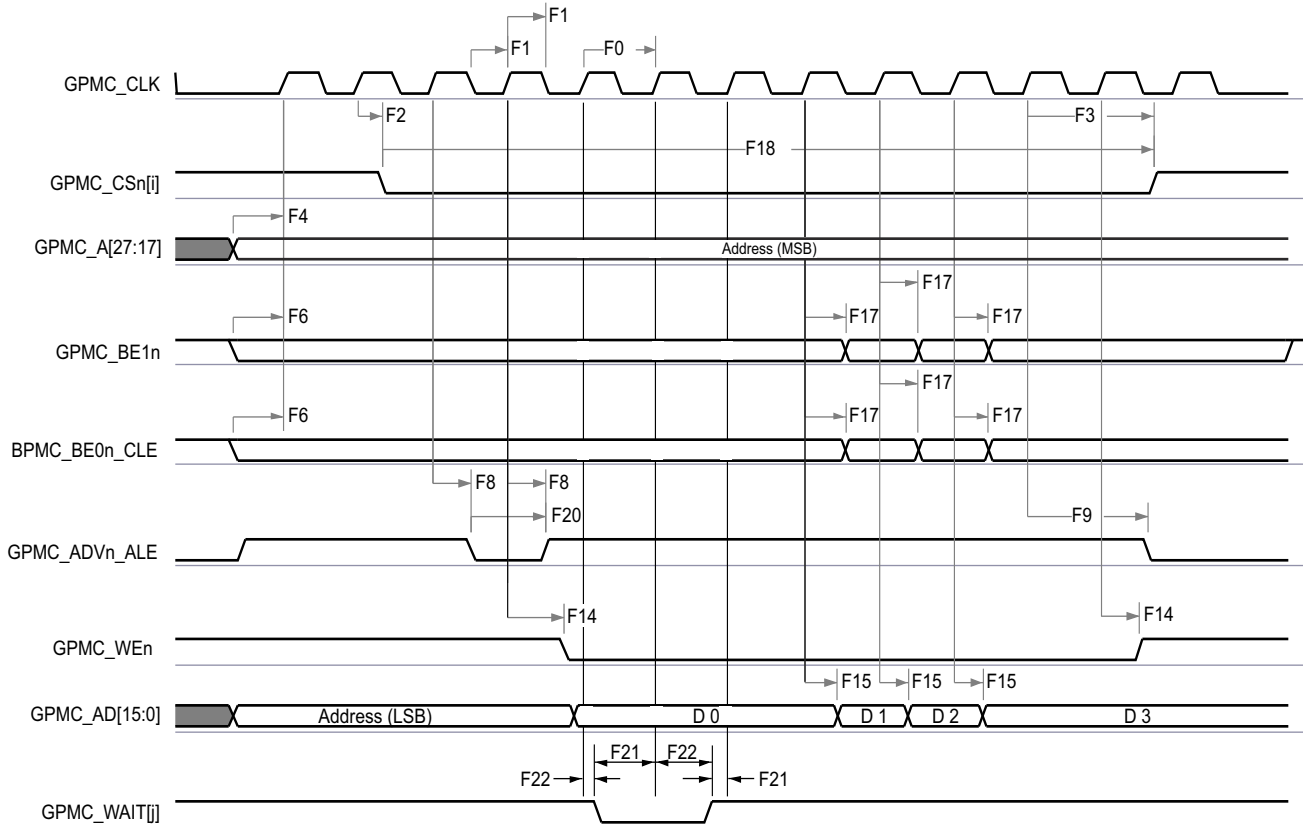 F1
F1 F0
GPMC_CLK
F2 F3
F18
GPMC_CSn[i]
F4
GPMC_A[27:17] Address (MSB)
F17
F6 F17 F17
GPMC_BE1n
F17
F6 F17 F17
BPMC_BE0n_CLE
F8 F8
F20 F9
GPMC_ADVn_ALE
F14 F14
GPMC_WEn
F15 F15 F15
GPMC_AD[15:0] Address (LSB) D 0 D 1 D 2 D 3
F21 F22
F22 F21
GPMC_WAIT[j]